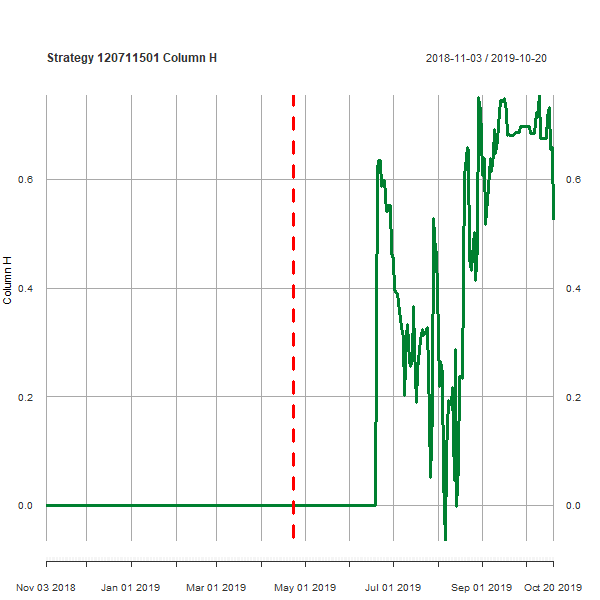 Strategy 120711501 Column H
2018-11-03 / 2019-10-20
Column H
0.6
0.4
0.2
0.0
0.6
0.4
0.2
0.0
Nov 03 2018
Jan 01 2019
Mar 01 2019
May 01 2019
Jul 01 2019
Sep 01 2019
Oct 20 2019